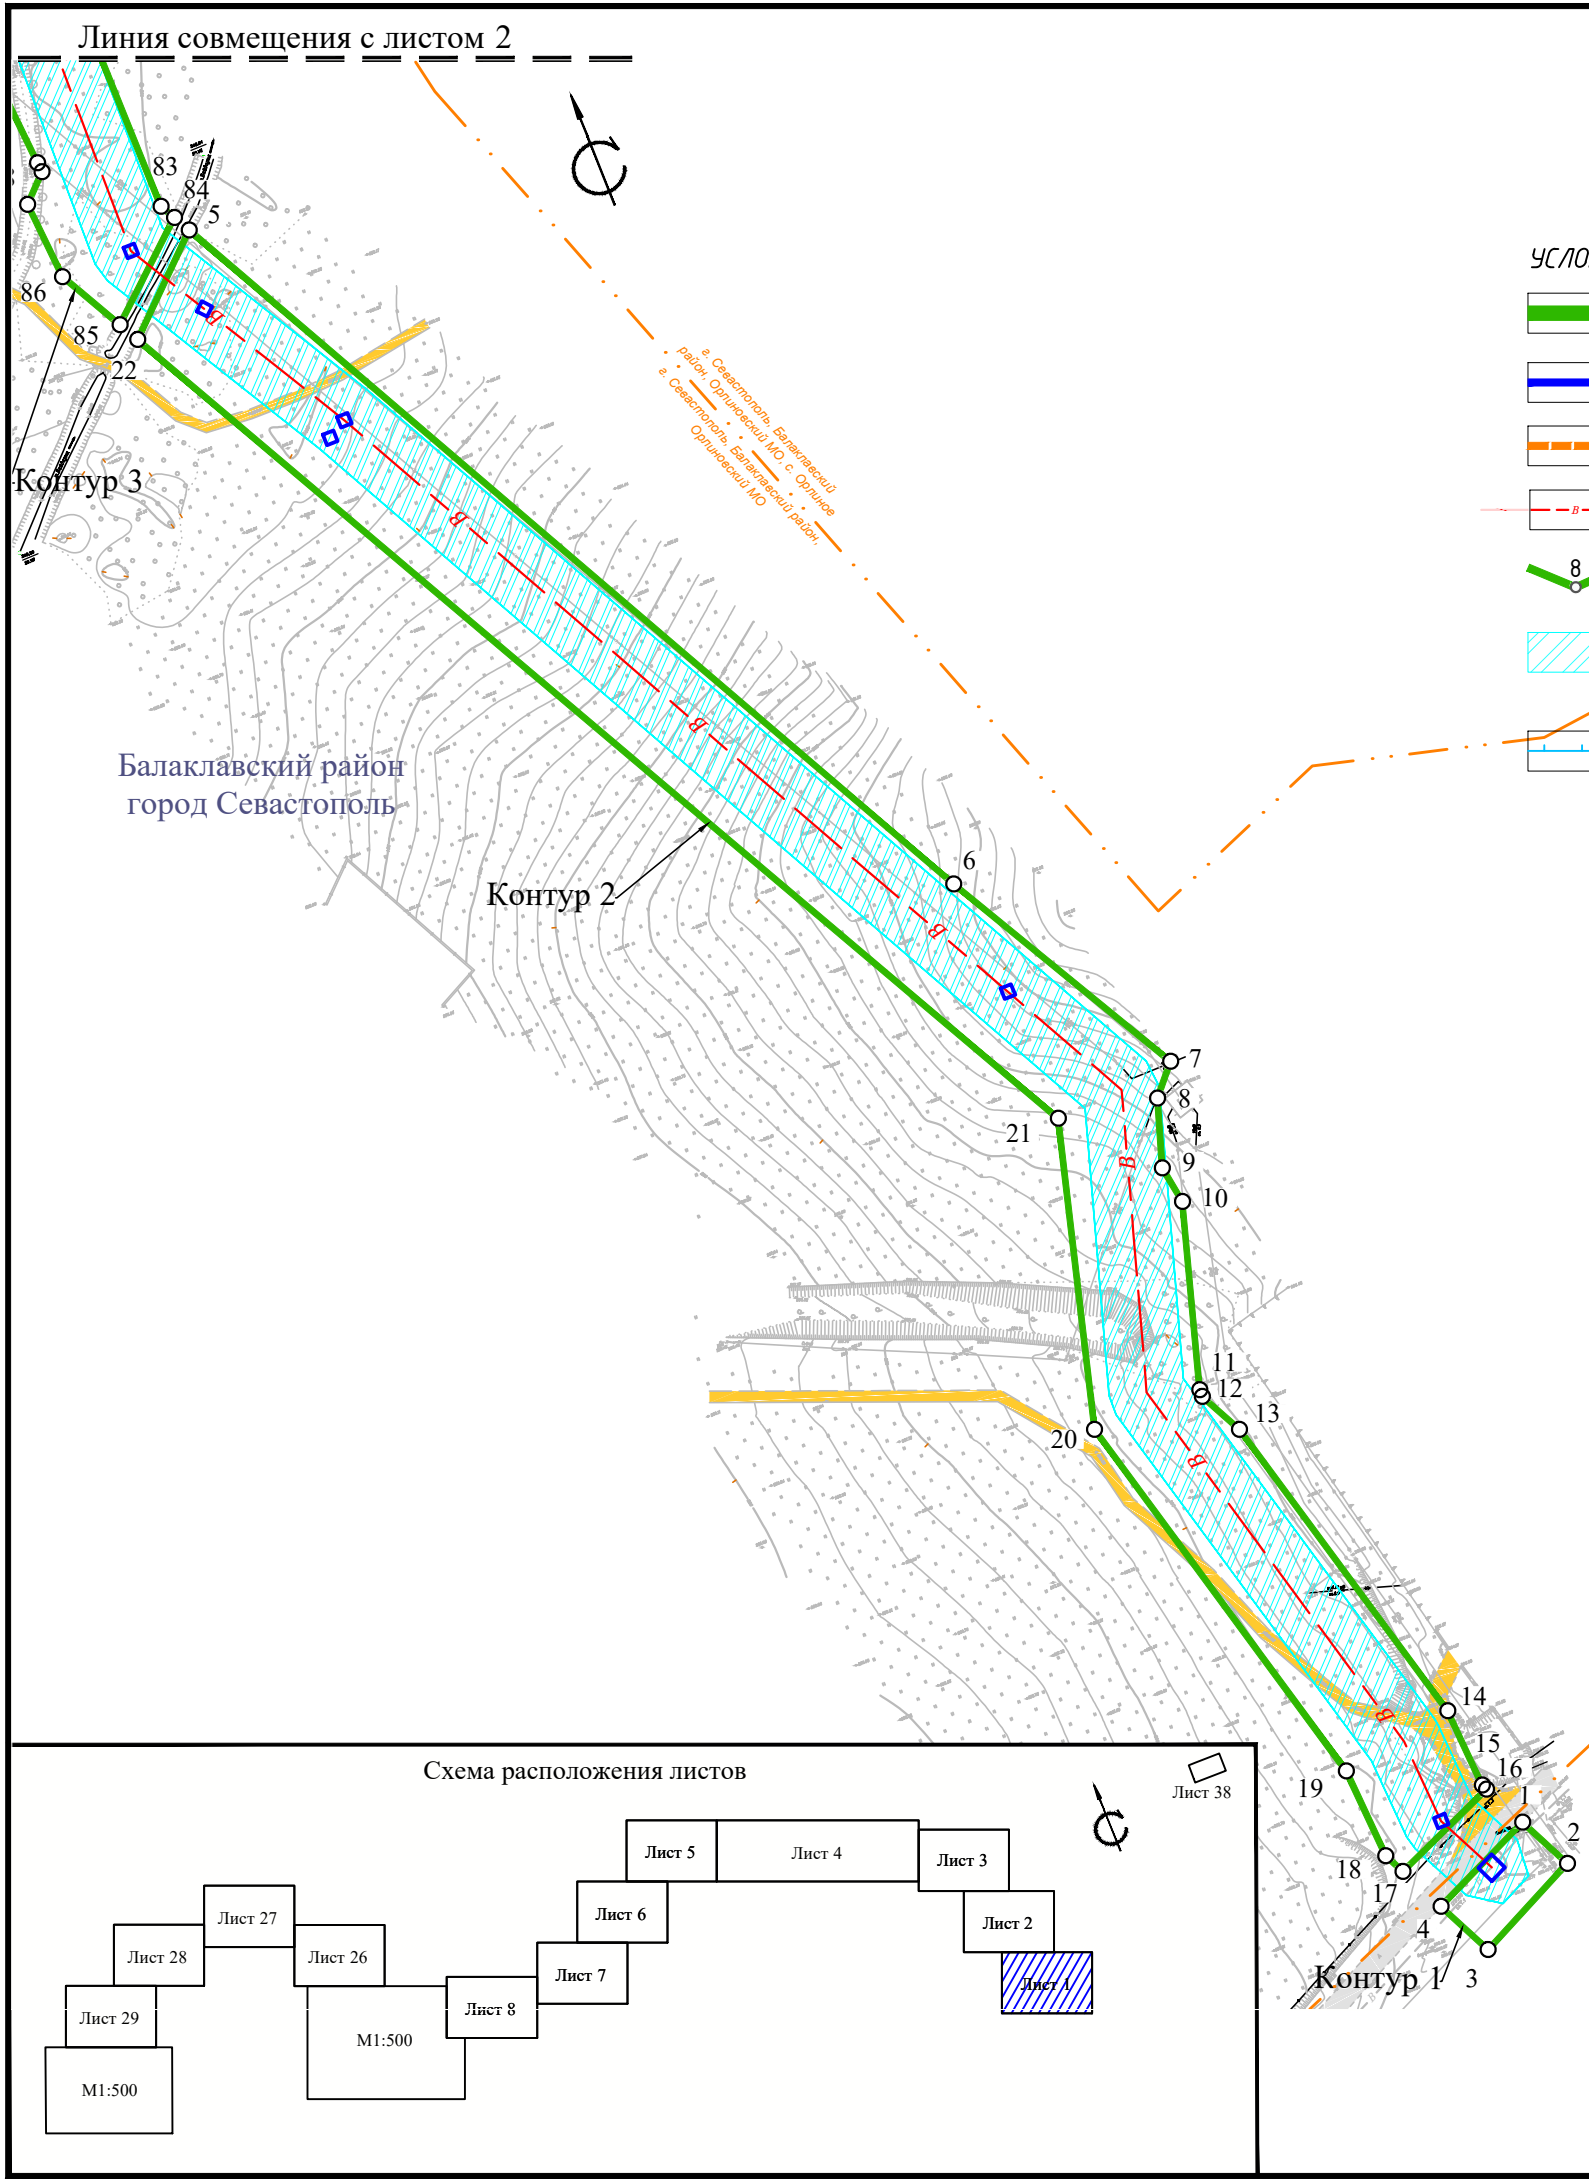 Линия совмещения с листом 2
83
84
5
86
85
22
Контур 3
г. Севастополь, Балаклавский
район, Орлиновский МО, с. Орлиное
г. Севастополь, Балаклавский район,
Орлиновский МО
УСЛО
В
8
В
В
В
В
Балаклавский район
город Севастополь
Контур 2
6
7
8
21
В
9
10
11
12
13
20
В
14
В
15
16
1
19
2
18
17
4
Контур 1
3
В
Схема расположения листов
Лист 38
Лист 5
Лист 4
Лист 3
Лист 27
Лист 6
Лист 2
Лист 28
Лист 26
Лист 7
Лист 1
Лист 29
Лист 8
М1:500
М1:500